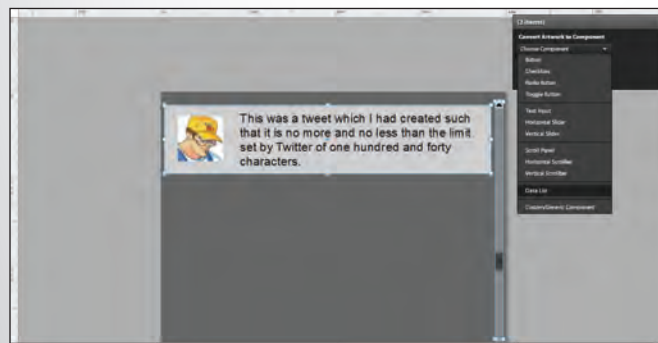 Convert Artwork to Component
Choose Component
Button
Checkbox
Radio Button
Toggle Button
Text Input
Horizontal Slider
Vertical Slider
Scroll Panel
Horizontal Scrollbar
Vertical Scrollbar
Data List
Custom/Generic Component
This was a tweet which I had created such
that it is no more and no less than the limit
set by Twitter of one hundred and forty
characters.